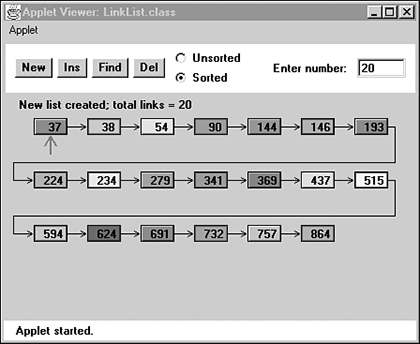 Applet Viewer: LinkList.class
Applet
New Ins Find Del Unsorted Sorted Enter number: 20
New list created; total links = 20
37 38 54 90 144 146 193
224 234 279 341 369 437 515
594 624 691 732 757 864
Applet started.